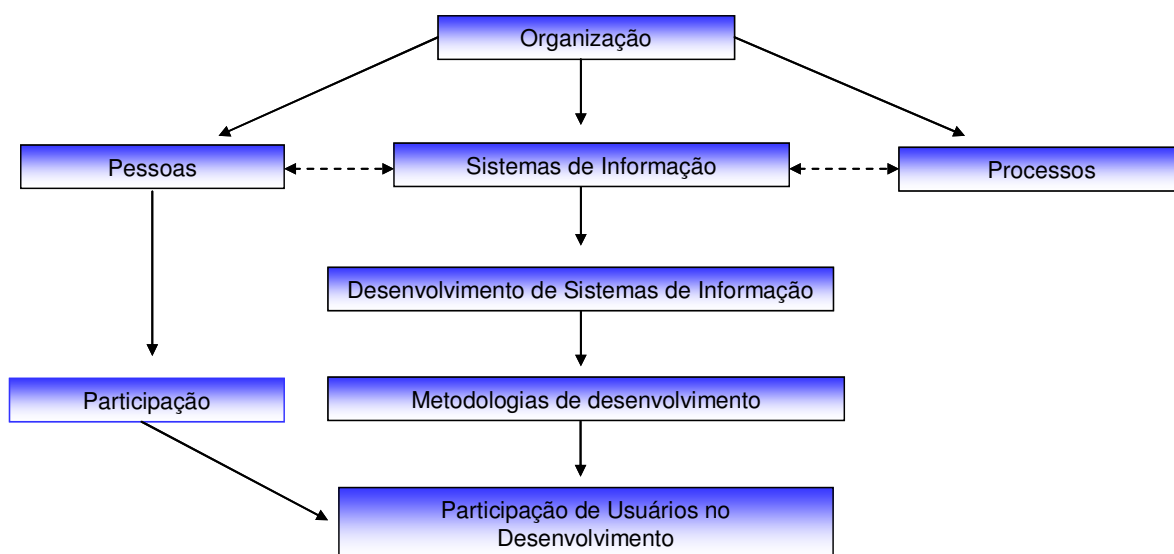 Organização
Pessoas
Sistemas de Informação
Processos
Desenvolvimento de Sistemas de Informação
Participação
Metodologias de desenvolvimento
Participação de Usuários no
Desenvolvimento